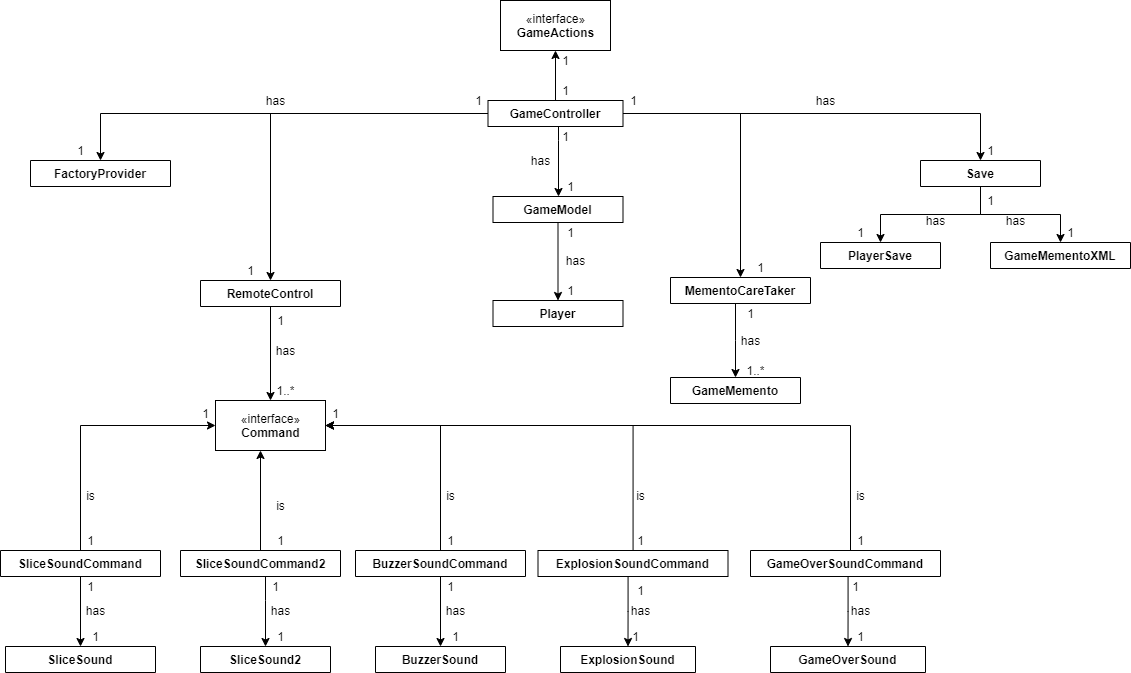 «interface»
GameActions
1
1
has
1
GameController
1
has
1
has
1
1
FactoryProvider
1
Save
1
GameModel
1
has
has
1
1
1
PlayerSave
GameMementoXML
has
1
1
RemoteControl
MementoCareTaker
1
Player
1
1
has
has
1..*
1..*
GameMemento
1
«interface»
Command
1
is
is
is
is
is
1
1
1
1
1
SliceSoundCommand
SliceSoundCommand2
BuzzerSoundCommand
ExplosionSoundCommand
GameOverSoundCommand
1
1
1
1
1
has
has
has
has
has
1
1
1
1
1
SliceSound
SliceSound2
BuzzerSound
ExplosionSound
GameOverSound